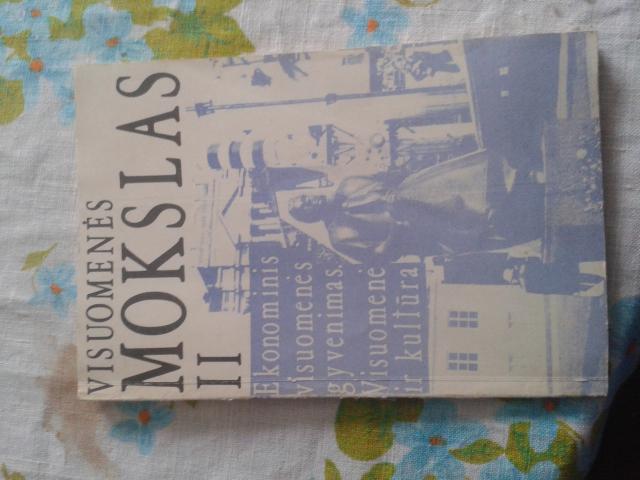 VISUOMENĖS
MOKSLAS
II
Ekonominis
visuomenės
gyvenimas.
Visuomenė
ir kultūra